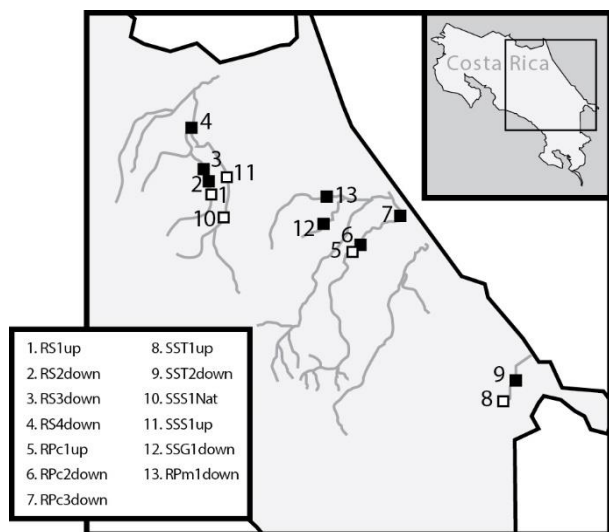 Costa Rica
4
3
11
2
1
10
13
7
12
6
5
9
8
1. RS1up
2. RS2down
3. RS3down
4. RS4down
5. RPc1up
6. RPc2down
7. RPc3down
8. SST1up
9. SST2down
10. SSS1Nat
11. SSS1up
12. SSG1down
13. RPm1down